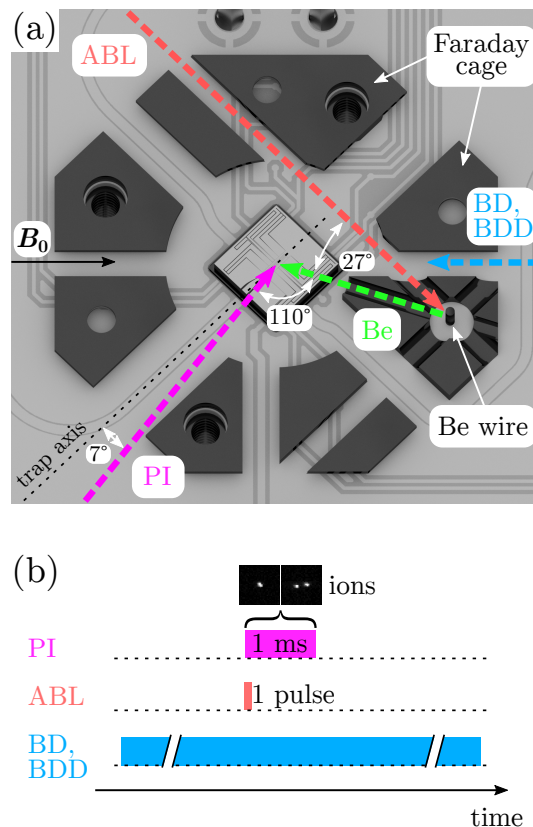 (a)
ABL
Faraday
cage
BD,
BDD
B₀
27°
110°
Be
Be wire
trap axis
7°
PI
(b)
ions
PI
1 ms
ABL
1 pulse
BD,
BDD
time